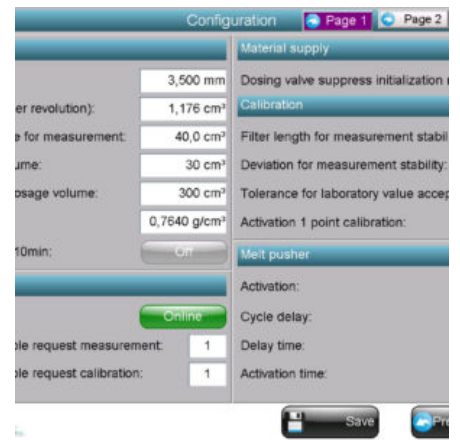 Configuration Page 1 Page 2
Material supply
3,500 mm
Dosing valve suppress initialization
er revolution): 1,176 cm³
Calibration
e for measurement: 40,0 cm³
Filter length for measurement stabil
ume: 30 cm³
Deviation for measurement stability:
osage volume: 300 cm³
Tolerance for laboratory value accep
0,7640 g/cm³
Activation 1 point calibration:
10min: Off
Melt pusher
Activation:
Online
Cycle delay:
ble request measurement: 1
Delay time:
ble request calibration: 1
Activation time:
Save Pre